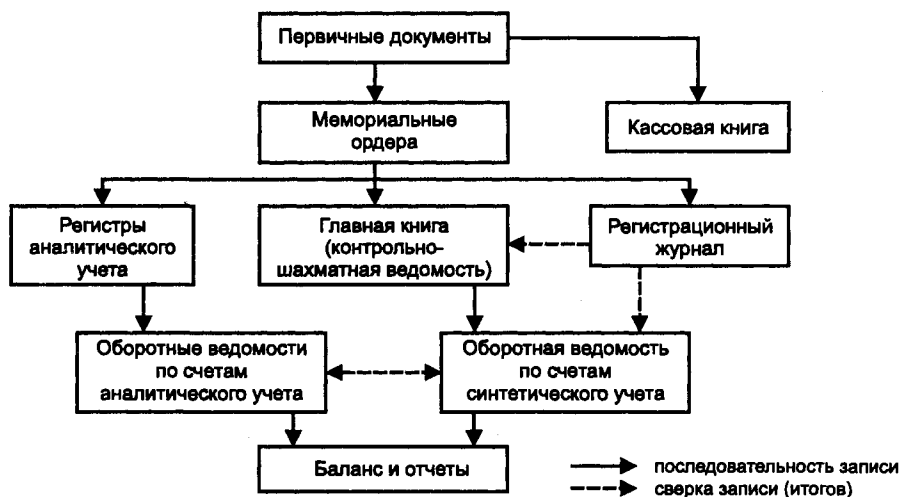 Первичные документы
Мемориальные
ордера
Кассовая книга
Регистры
аналитического
учета
Главная книга
(контрольно-
шахматная ведомость)
Регистрационный
журнал
Оборотные ведомости
по счетам
аналитического учета
Оборотная ведомость
по счетам
синтетического учета
Баланс и отчеты
последовательность записи
сверка записи (итогов)